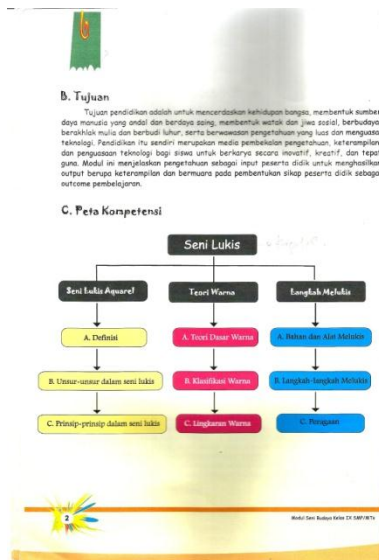 B. Tujuan
Tujuan pendidikan adalah untuk mencerdaskan kehidupan bangsa, membentuk sumber
daya manusia yang andal dan berdaya saing, membentuk watak dan jiwa sosial, berbudaya,
berakhlak mulia dan berbudi luhur, serta berwawasan pengetahuan yang luas dan menguasai
teknologi. Pendidikan itu sendiri merupakan media pembekalan pengetahuan, keterampilan
dan penguasaan teknologi bagi siswa untuk berkarya secara inovatif, kreatif, dan tepat
guna. Modul ini menjelaskan pengetahuan sebagai input peserta didik untuk menghasilkan
output berupa keterampilan dan bermuara pada pembentukan sikap peserta didik sebagai
outcome pembelajaran.
C. Peta Kompetensi
Seni Lukis
Seni Lukis Aquarel
Teori Warna
Langkah Melukis
A. Definisi
A. Teori Dasar Warna
A. Bahan dan Alat Melukis
B. Unsur-unsur dalam seni lukis
B. Klasifikasi Warna
B. Langkah-langkah Melukis
C. Prinsip-prinsip dalam seni lukis
C. Lingkaran Warna
C. Peragaan
2
Modul Seni Budaya Kelas IX SMP/MTs